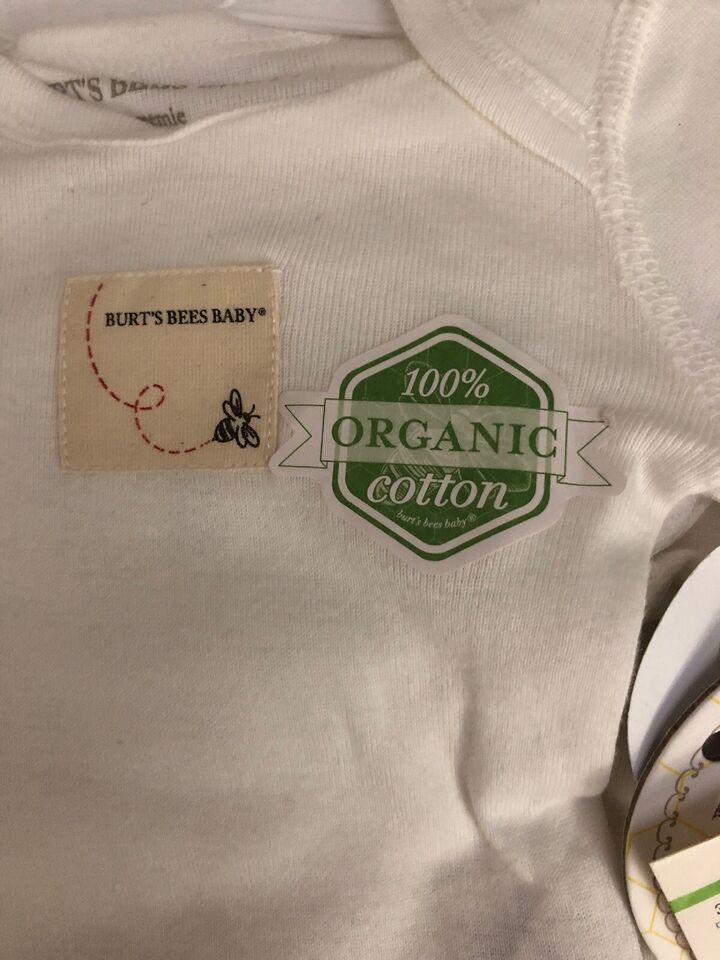 BURT'S BEES BABY®
100%
ORGANIC
cotton
burt's bees baby®